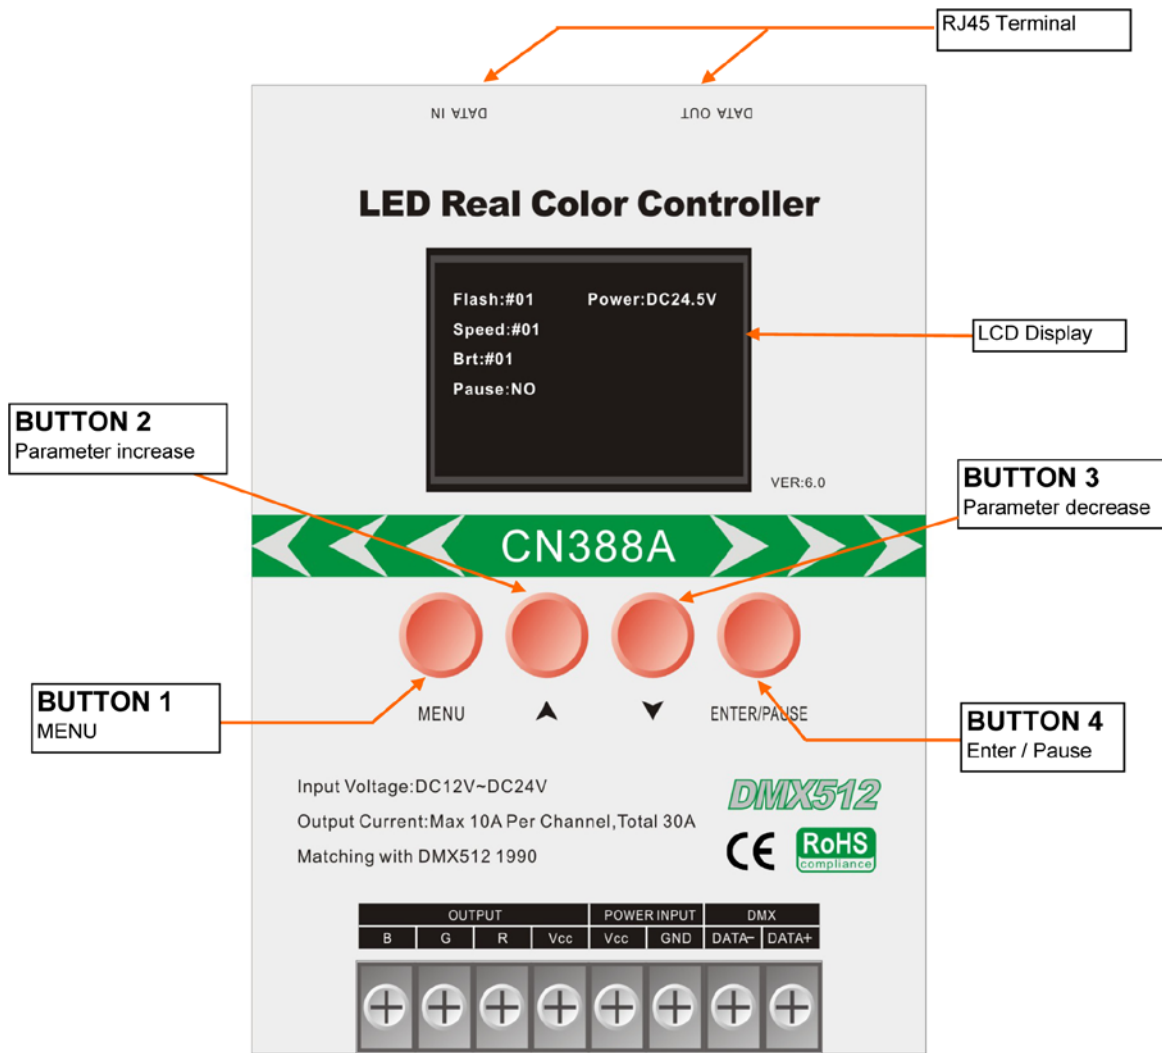 RJ45 Terminal
DATA IN
DATA OUT
LED Real Color Controller
Flash:#01 Power:DC24.5V
Speed:#01
Brt:#01
Pause:NO
LCD Display
BUTTON 2
Parameter increase
VER:6.0
BUTTON 3
Parameter decrease
CN388A
BUTTON 1
MENU
MENU
ENTER/PAUSE
BUTTON 4
Enter / Pause
Input Voltage:DC12V~DC24V
Output Current:Max 10A Per Channel,Total 30A
Matching with DMX512 1990
DMX512
CE
RoHS
compliance
OUTPUT POWER INPUT DMX
B G R Vcc Vcc GND DATA- DATA+